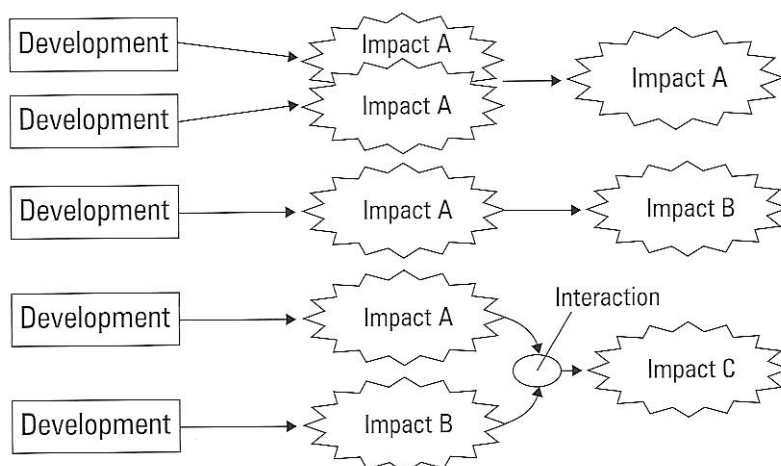 Development
Impact A
Impact A
Development
Impact A
Development
Impact A
Impact B
Development
Impact A
Interaction
Impact C
Development
Impact B